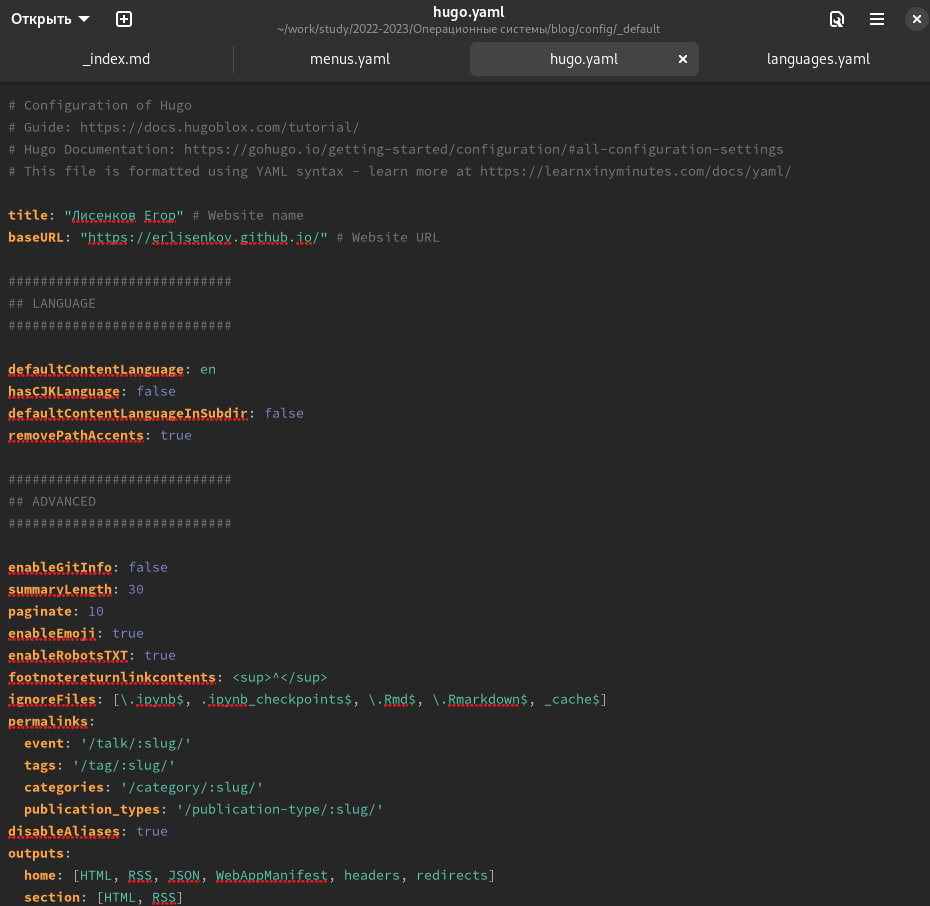 Открыть
hugo.yaml
~/work/study/2022-2023/Операционные системы/blog/config/_default
_index.md
menus.yaml
hugo.yaml
languages.yaml
# Configuration of Hugo
# Guide: https://docs.hugoblox.com/tutorial/
# Hugo Documentation: https://gohugo.io/getting-started/configuration/#all-configuration-settings
# This file is formatted using YAML syntax - learn more at https://learnxinyminutes.com/docs/yaml/
title: "Лисенков Егор" # Website name
baseURL: "https://erlisenkov.github.io/" # Website URL
############################
## LANGUAGE
############################
defaultContentLanguage: en
hasCJKLanguage: false
defaultContentLanguageInSubdir: false
removePathAccents: true
############################
## ADVANCED
############################
enableGitInfo: false
summaryLength: 30
paginate: 10
enableEmoji: true
enableRobotsTXT: true
footnotereturnlinkcontents: <sup>^</sup>
ignoreFiles: [\.ipynb$, .ipynb_checkpoints$, \.Rmd$, \.Rmarkdown$, _cache$]
permalinks:
  event: '/talk/:slug/'
  tags: '/tag/:slug/'
  categories: '/category/:slug/'
  publication_types: '/publication-type/:slug/'
disableAliases: true
outputs:
  home: [HTML, RSS, JSON, WebAppManifest, headers, redirects]
  section: [HTML, RSS]